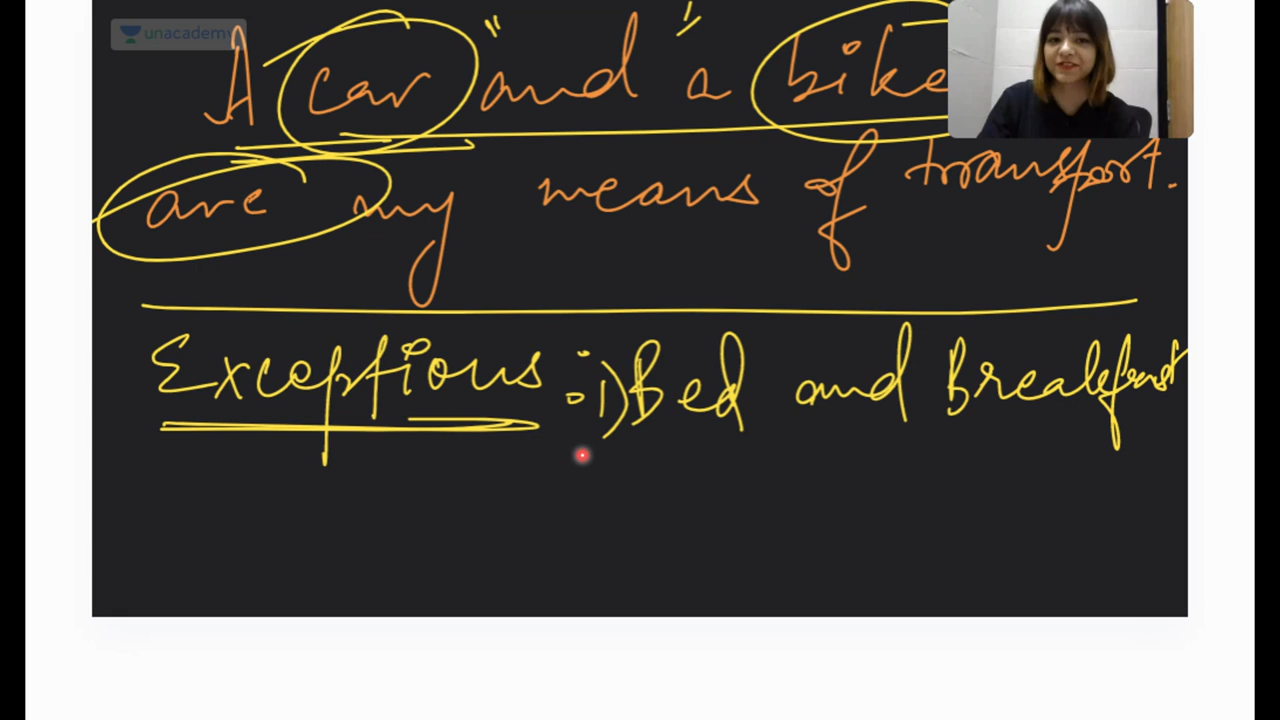 unacademy
A car "and" a bike
are my means of transport.
Exceptions :- 1) Bed and Breakfast